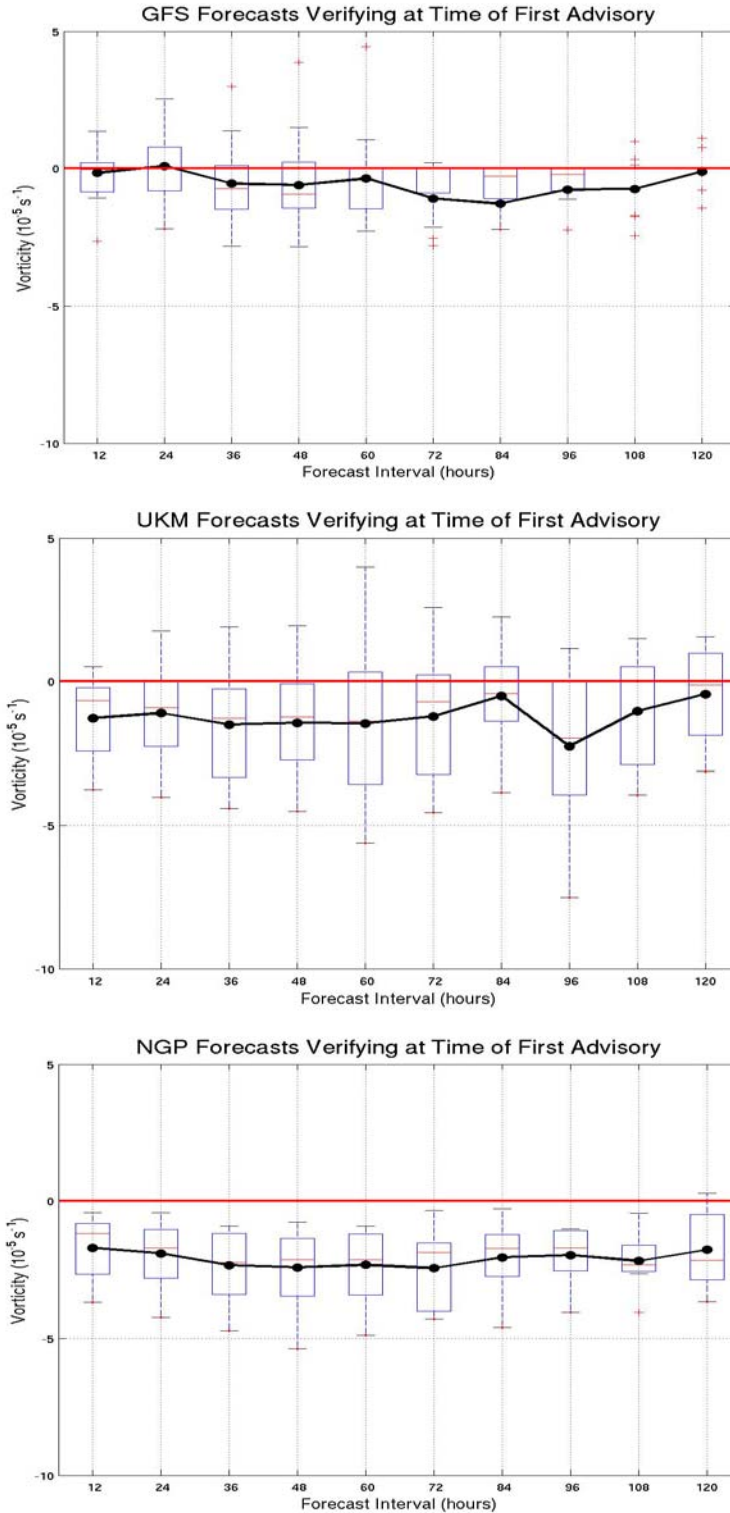 GFS Forecasts Verifying at Time of First Advisory
5
0
-5
-10
Vorticity (10⁻⁵ s⁻¹)
12 24 36 48 60 72 84 96 108 120
Forecast Interval (hours)
UKM Forecasts Verifying at Time of First Advisory
5
0
-5
-10
Vorticity (10⁻⁵ s⁻¹)
12 24 36 48 60 72 84 96 108 120
Forecast Interval (hours)
NGP Forecasts Verifying at Time of First Advisory
5
0
-5
-10
Vorticity (10⁻⁵ s⁻¹)
12 24 36 48 60 72 84 96 108 120
Forecast Interval (hours)